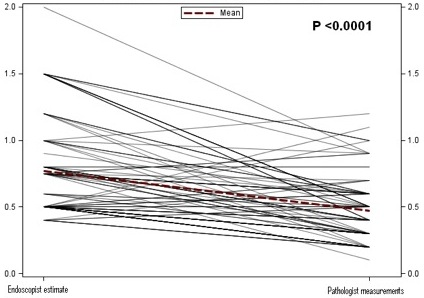 Mean
P <0.0001
2.0 2.0
1.5 1.5
1.0 1.0
0.5 0.5
0.0 0.0
Endoscopist estimate Pathologist measurements